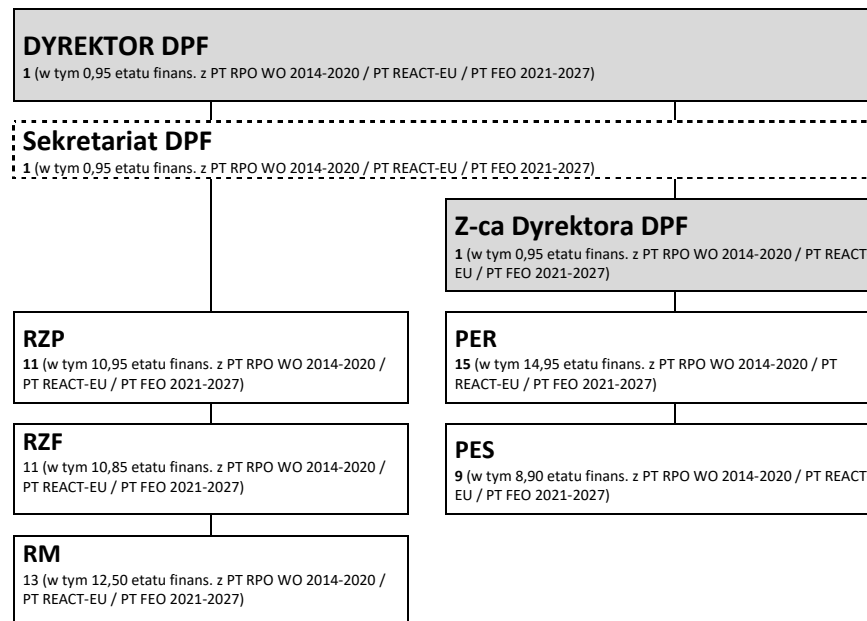 DYREKTOR DPF
1 (w tym 0,95 etatu finans. z PT RPO WO 2014-2020 / PT REACT-EU / PT FEO 2021-2027)
Sekretariat DPF
1 (w tym 0,95 etatu finans. z PT RPO WO 2014-2020 / PT REACT-EU / PT FEO 2021-2027)
Z-ca Dyrektora DPF
1 (w tym 0,95 etatu finans. z PT RPO WO 2014-2020 / PT REACT-
EU / PT FEO 2021-2027)
RZP
11 (w tym 10,95 etatu finans. z PT RPO WO 2014-2020 /
PT REACT-EU / PT FEO 2021-2027)
PER
15 (w tym 14,95 etatu finans. z PT RPO WO 2014-2020 / PT
REACT-EU / PT FEO 2021-2027)
RZF
11 (w tym 10,85 etatu finans. z PT RPO WO 2014-2020 /
PT REACT-EU / PT FEO 2021-2027)
PES
9 (w tym 8,90 etatu finans. z PT RPO WO 2014-2020 / PT REACT-
EU / PT FEO 2021-2027)
RM
13 (w tym 12,50 etatu finans. z PT RPO WO 2014-2020 /
PT REACT-EU / PT FEO 2021-2027)